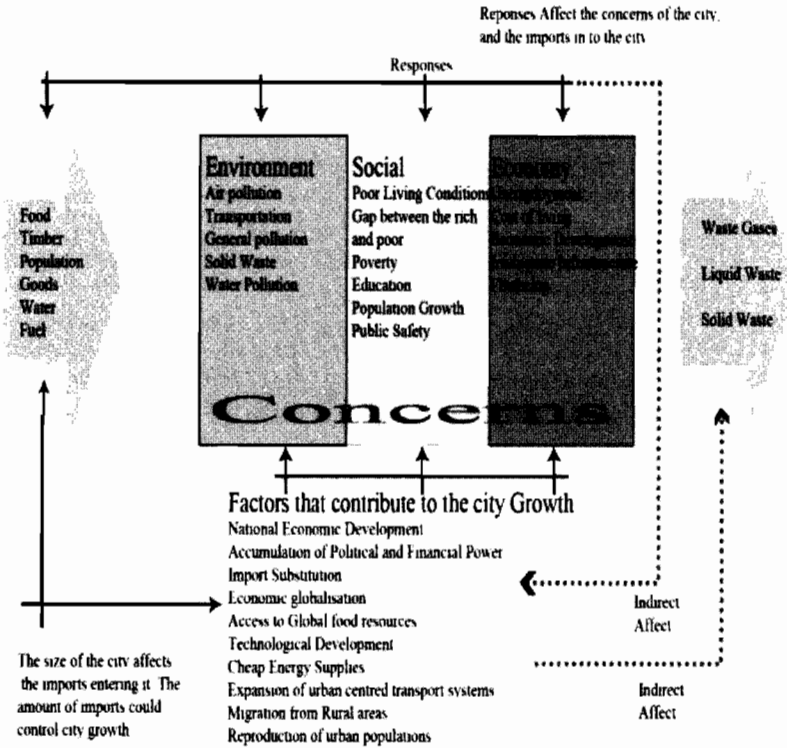 Reponses Affect the concerns of the city,
and the imports in to the city
Responses
Food
Timber
Population
Goods
Water
Fuel
Environment
Air pollution
Transportation
General pollution
Solid Waste
Water Pollution
Social
Poor Living Conditions
Gap between the rich
and poor
Poverty
Education
Population Growth
Public Safety
Economy
Unemployment
Cost of living
Waste Gases
Liquid Waste
Solid Waste
Concerns
Factors that contribute to the city Growth
National Economic Development
Accumulation of Political and Financial Power
Import Substitution
Economic globalisation
Access to Global food resources
Technological Development
Cheap Energy Supplies
Expansion of urban centred transport systems
Migration from Rural areas
Reproduction of urban populations
Indirect
Affect
Indirect
Affect
The size of the city affects
the imports entering it The
amount of imports could
control city growth